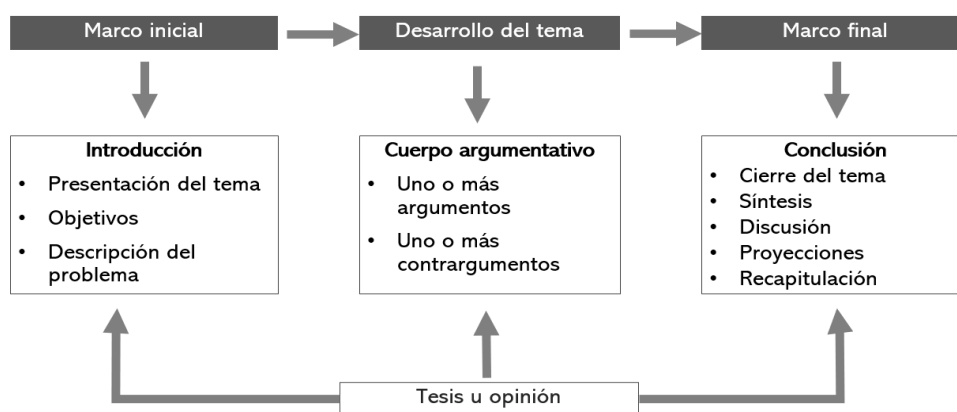 Marco inicial
Desarrollo del tema
Marco final
Introducción
• Presentación del tema
• Objetivos
• Descripción del
problema
Cuerpo argumentativo
• Uno o más
argumentos
• Uno o más
contrargumentos
Conclusión
• Cierre del tema
• Síntesis
• Discusión
• Proyecciones
• Recapitulación
Tesis u opinión